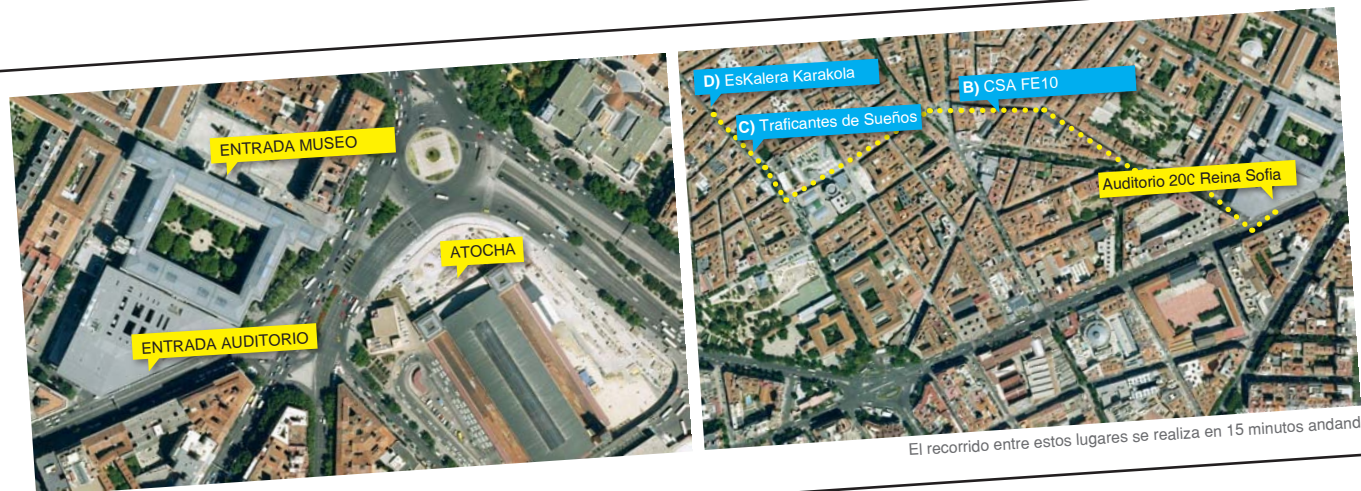 ENTRADA MUSEO
ATOCHA
ENTRADA AUDITORIO
D) EsKalera Karakola
B) CSA FE10
C) Traficantes de Sueños
Auditorio 200 Reina Sofia
El recorrido entre estos lugares se realiza en 15 minutos andand